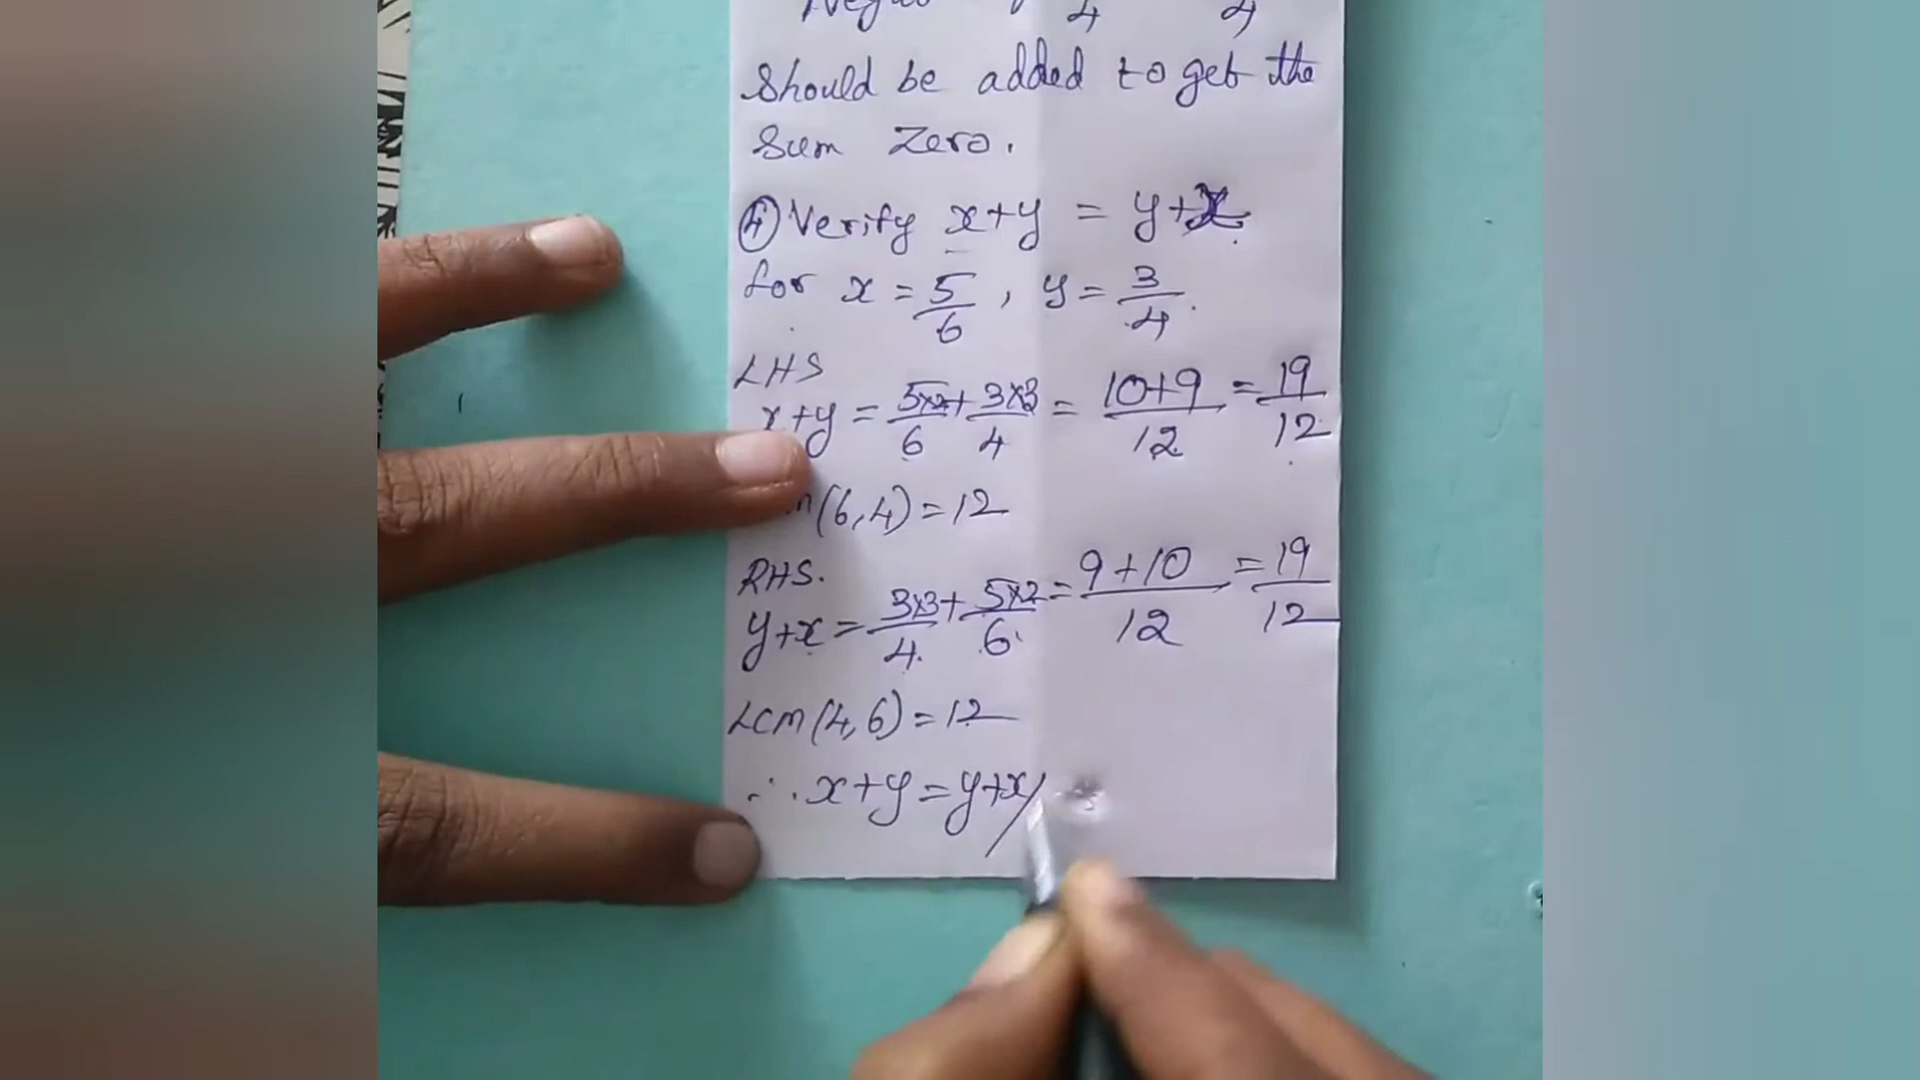 4 4
should be added to get the
sum zero.
④ Verify x+y = y+x.
for x = 5/6, y = 3/4.
LHS
x+y = 5×2/6 + 3×3/4 = 10+9/12 = 19/12
(6,4) = 12
RHS.
y+x = 3×3/4 + 5×2/6 = 9+10/12 = 19/12
LCM(4,6) = 12
∴ x+y = y+x